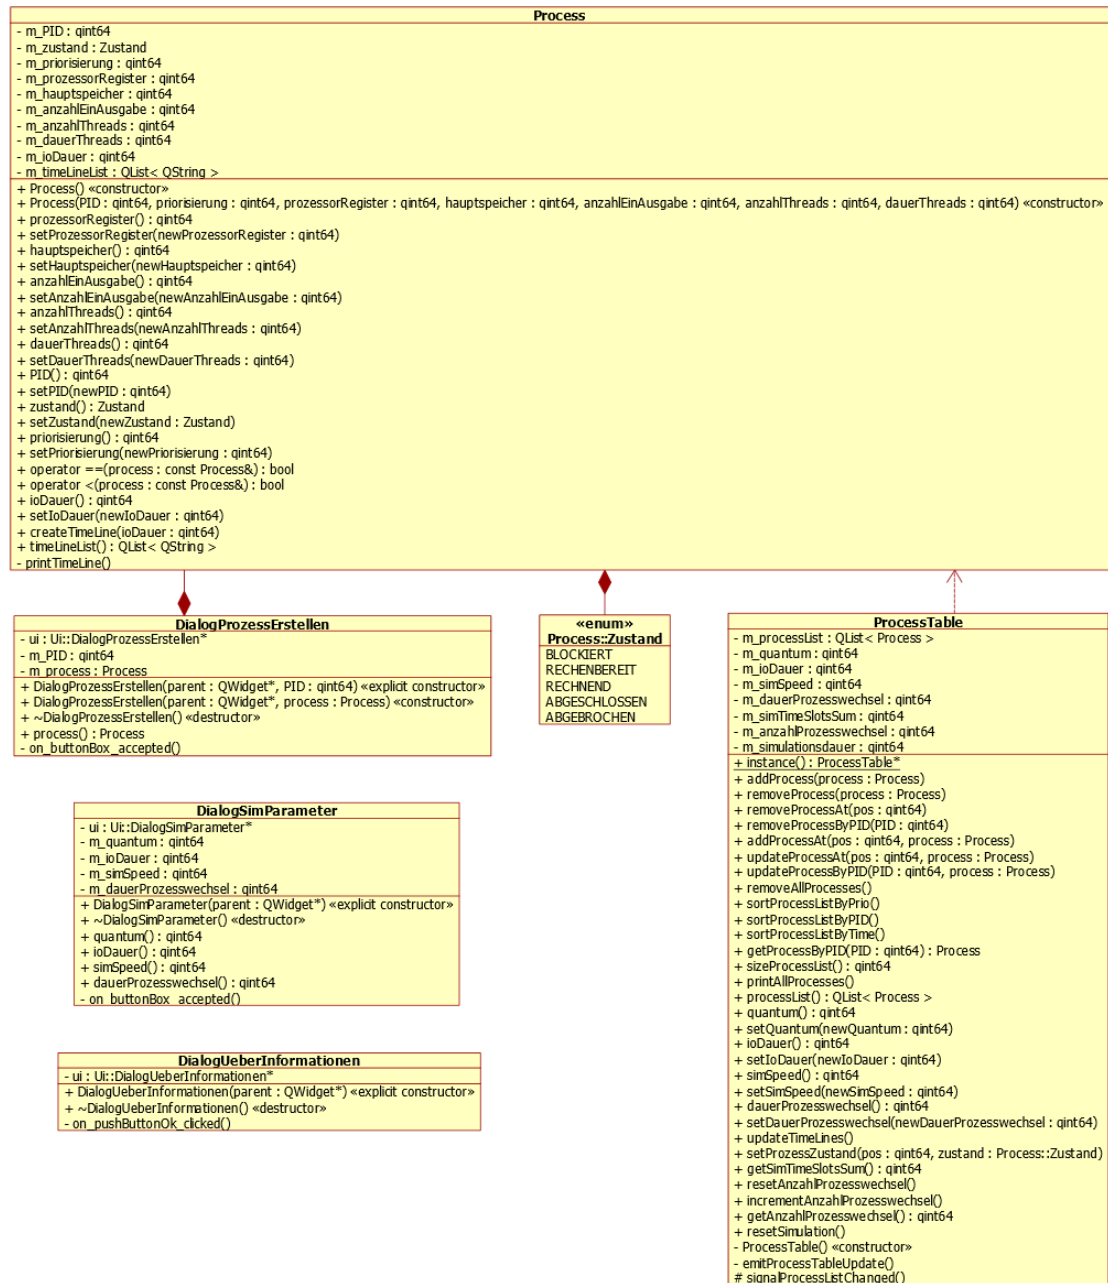 Process
- m_PID : qint64
- m_zustand : Zustand
- m_priorisierung : qint64
- m_prozessorRegister : qint64
- m_hauptspeicher : qint64
- m_anzahlEinAusgabe : qint64
- m_anzahlThreads : qint64
- m_dauerThreads : qint64
- m_ioDauer : qint64
- m_timeLineList : QList< QString >
+ Process() «constructor»
+ Process(PID : qint64, priorisierung : qint64, prozessorRegister : qint64, hauptspeicher : qint64, anzahlEinAusgabe : qint64, anzahlThreads : qint64, dauerThreads : qint64) «constructor»
+ prozessorRegister() : qint64
+ setProzessorRegister(newProzessorRegister : qint64)
+ hauptspeicher() : qint64
+ setHauptspeicher(newHauptspeicher : qint64)
+ anzahlEinAusgabe() : qint64
+ setAnzahlEinAusgabe(newAnzahlEinAusgabe : qint64)
+ anzahlThreads() : qint64
+ setAnzahlThreads(newAnzahlThreads : qint64)
+ dauerThreads() : qint64
+ setDauerThreads(newDauerThreads : qint64)
+ PID() : qint64
+ setPID(newPID : qint64)
+ zustand() : Zustand
+ setZustand(newZustand : Zustand)
+ priorisierung() : qint64
+ setPriorisierung(newPriorisierung : qint64)
+ operator ==(process : const Process&) : bool
+ operator <(process : const Process&) : bool
+ ioDauer() : qint64
+ setIoDauer(newIoDauer : qint64)
+ createTimeLine(ioDauer : qint64)
+ timeLineList() : QList< QString >
- printTimeLine()
DialogProzessErstellen
- ui : Ui::DialogProzessErstellen*
- m_PID : qint64
- m_process : Process
+ DialogProzessErstellen(parent : QWidget*, PID : qint64) «explicit constructor»
+ DialogProzessErstellen(parent : QWidget*, process : Process) «constructor»
+ ~DialogProzessErstellen() «destructor»
+ process() : Process
- on_buttonBox_accepted()
«enum»
Process::Zustand
BLOCKIERT
RECHENBEREIT
RECHNEND
ABGESCHLOSSEN
ABGEBROCHEN
DialogSimParameter
- ui : Ui::DialogSimParameter*
- m_quantum : qint64
- m_ioDauer : qint64
- m_simSpeed : qint64
- m_dauerProzesswechsel : qint64
+ DialogSimParameter(parent : QWidget*) «explicit constructor»
+ ~DialogSimParameter() «destructor»
+ quantum() : qint64
+ ioDauer() : qint64
+ simSpeed() : qint64
+ dauerProzesswechsel() : qint64
- on_buttonBox_accepted()
DialogUeberInformationen
- ui : Ui::DialogUeberInformationen*
+ DialogUeberInformationen(parent : QWidget*) «explicit constructor»
+ ~DialogUeberInformationen() «destructor»
- on_pushButtonOk_clicked()
ProcessTable
- m_processList : QList< Process >
- m_quantum : qint64
- m_ioDauer : qint64
- m_simSpeed : qint64
- m_dauerProzesswechsel : qint64
- m_simTimeSlotsSum : qint64
- m_anzahlProzesswechsel : qint64
- m_simulationsdauer : qint64
+ instance() : ProcessTable*
+ addProcess(process : Process)
+ removeProcess(process : Process)
+ removeProcessAt(pos : qint64)
+ removeProcessByPID(PID : qint64)
+ addProcessAt(pos : qint64, process : Process)
+ updateProcessAt(pos : qint64, process : Process)
+ updateProcessByPID(PID : qint64, process : Process)
+ removeAllProcesses()
+ sortProcessListByPrio()
+ sortProcessListByPID()
+ sortProcessListByTime()
+ getProcessByPID(PID : qint64) : Process
+ sizeProcessList() : qint64
+ printAllProcesses()
+ processList() : QList< Process >
+ quantum() : qint64
+ setQuantum(newQuantum : qint64)
+ ioDauer() : qint64
+ setIoDauer(newIoDauer : qint64)
+ simSpeed() : qint64
+ setSimSpeed(newSimSpeed : qint64)
+ dauerProzesswechsel() : qint64
+ setDauerProzesswechsel(newDauerProzesswechsel : qint64)
+ updateTimeLines()
+ setProzessZustand(pos : qint64, zustand : Process::Zustand)
+ getSimTimeSlotsSum() : qint64
+ resetAnzahlProzesswechsel()
+ incrementAnzahlProzesswechsel()
+ getAnzahlProzesswechsel() : qint64
+ resetSimulation()
- ProcessTable() «constructor»
- emitProcessTableUpdate()
# signalProcessListChanged()